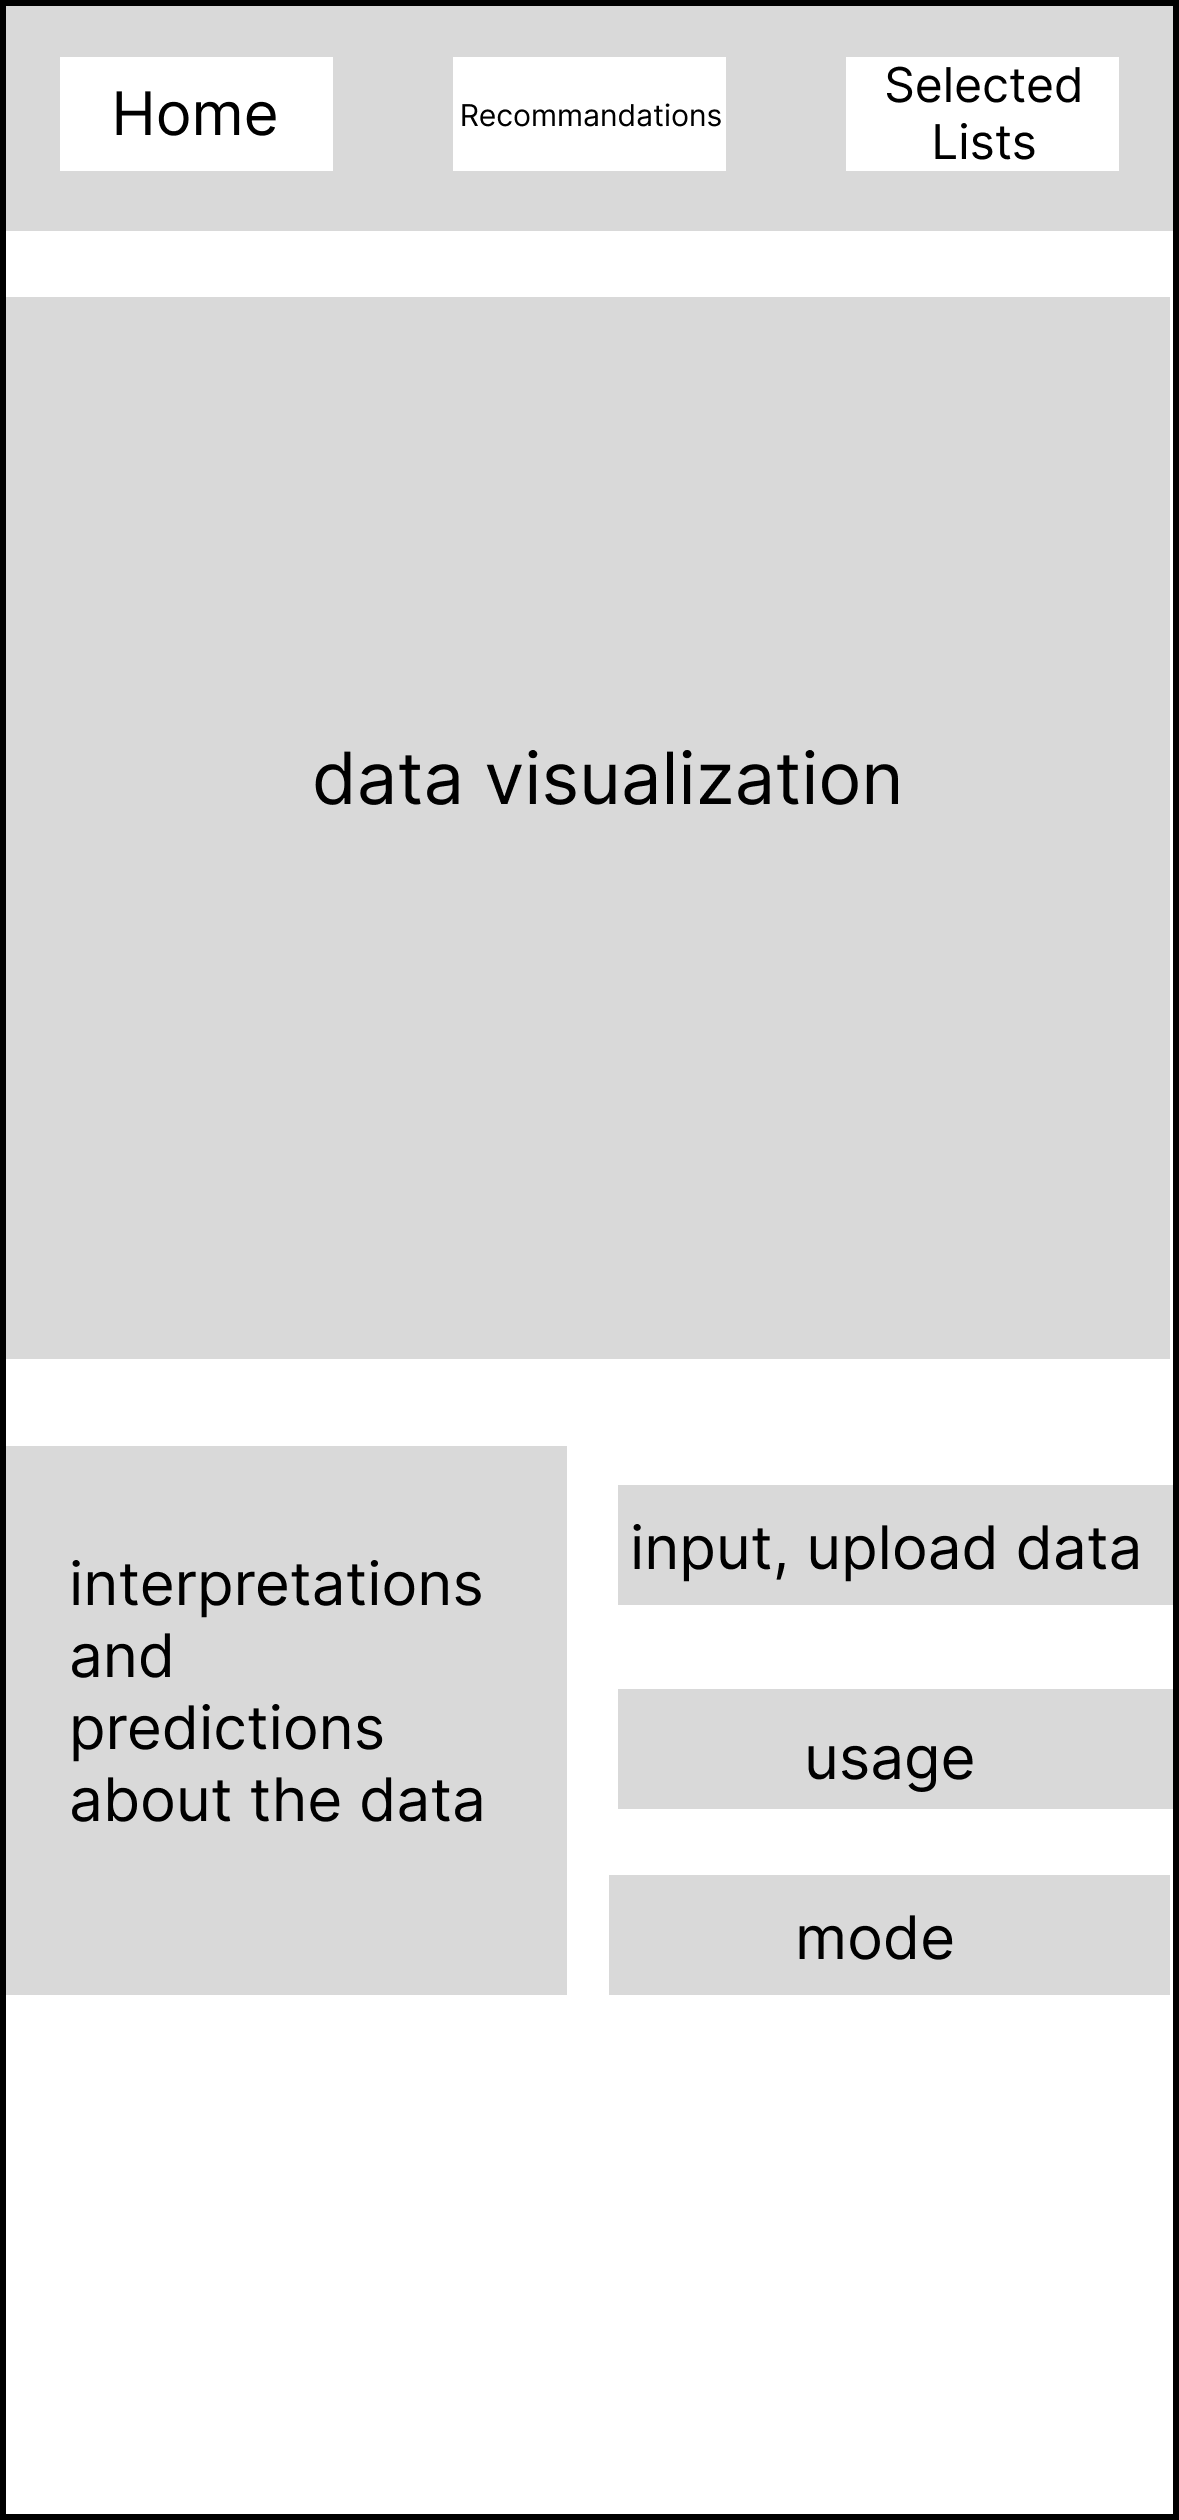 Home
Recommandations
Selected
Lists
data visualization
interpretations
and
predictions
about the data
input, upload data
usage
mode